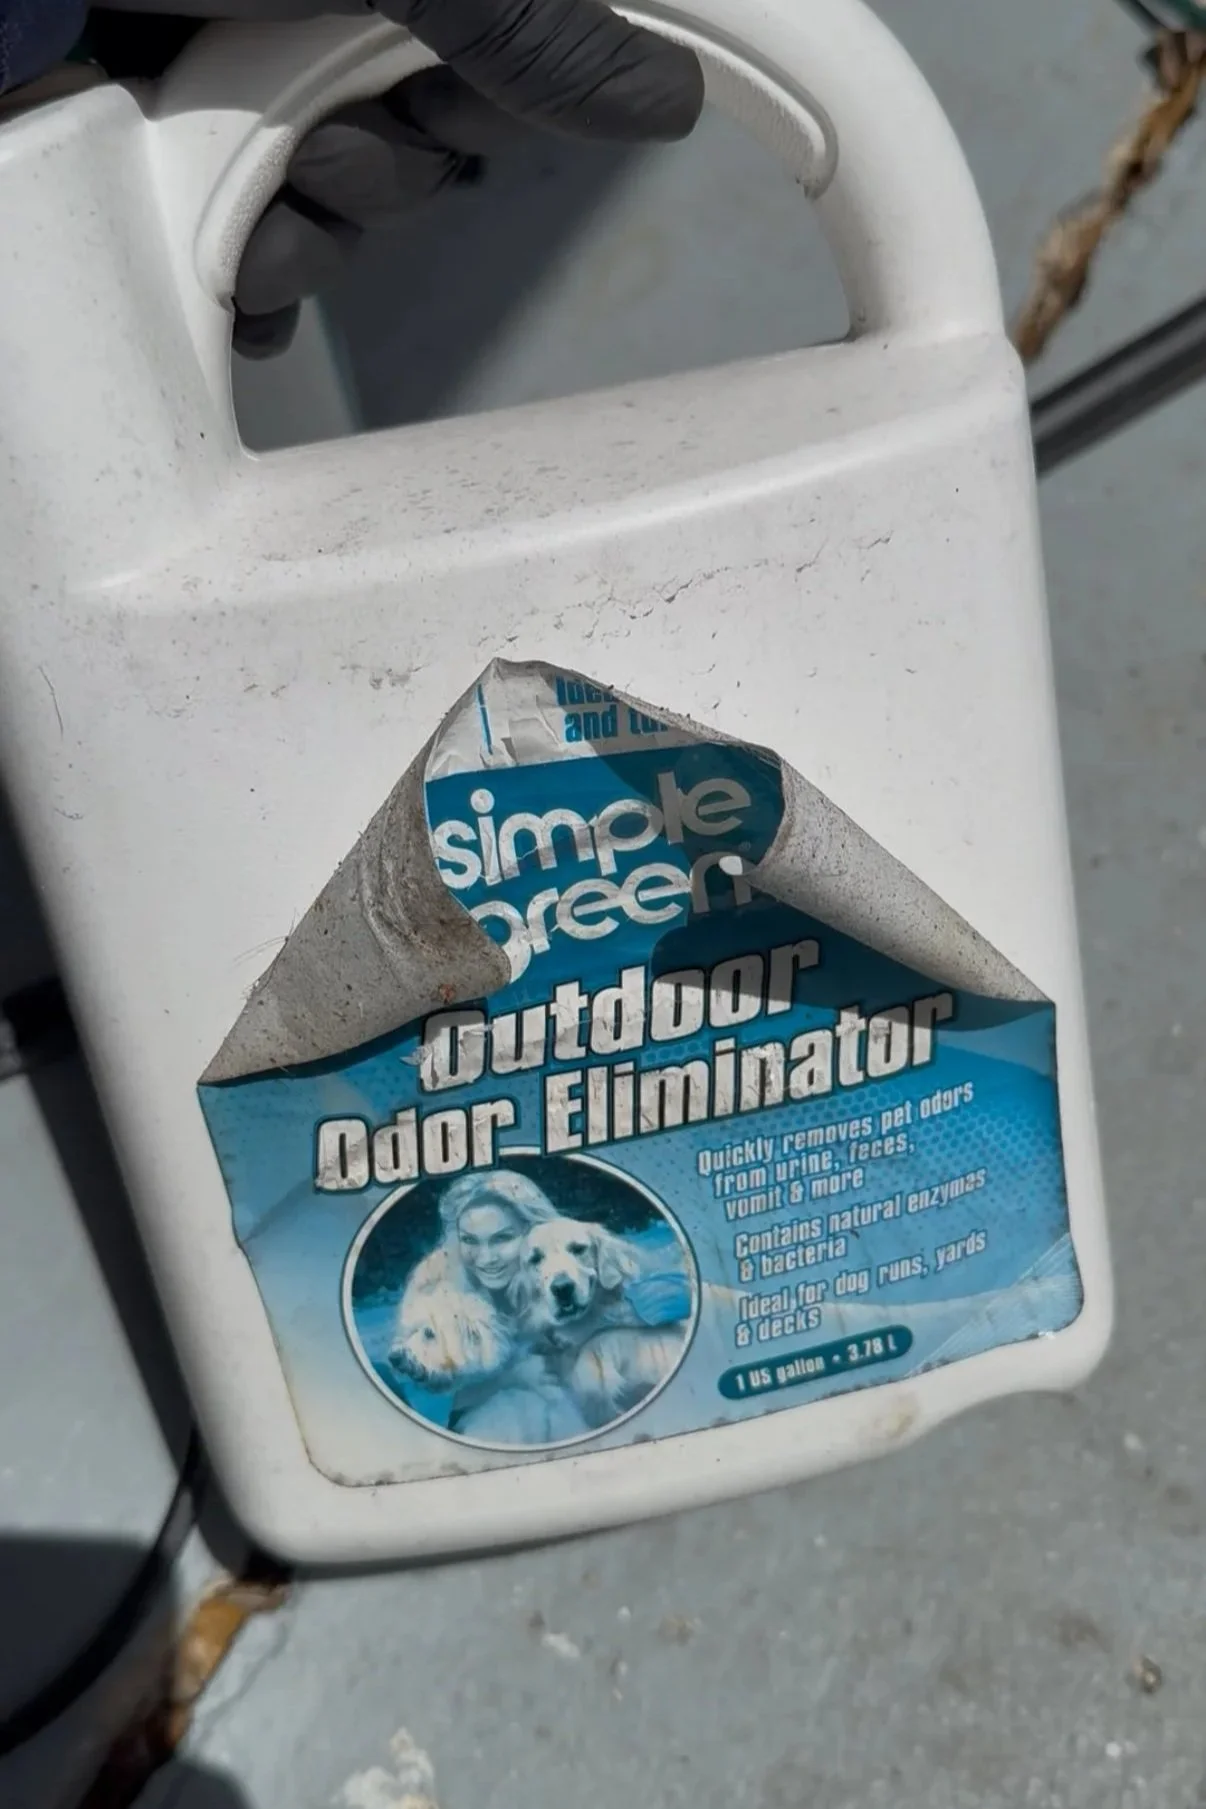 and
simple
green
Outdoor
Odor Eliminator
Quickly removes pet odors
from urine, feces,
vomit & more
Contains natural enzymes
& bacteria
Ideal for dog runs, yards
& decks
1 US gallon • 3.78 L